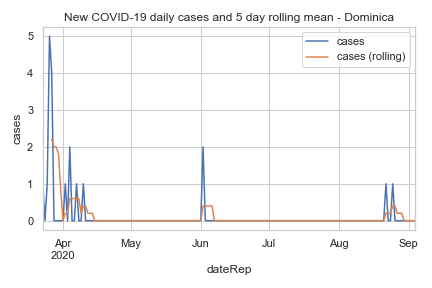 New COVID-19 daily cases and 5 day rolling mean - Dominica
cases
cases (rolling)
5
4
3
2
1
0
cases
Apr
2020
May
Jun
Jul
Aug
Sep
dateRep